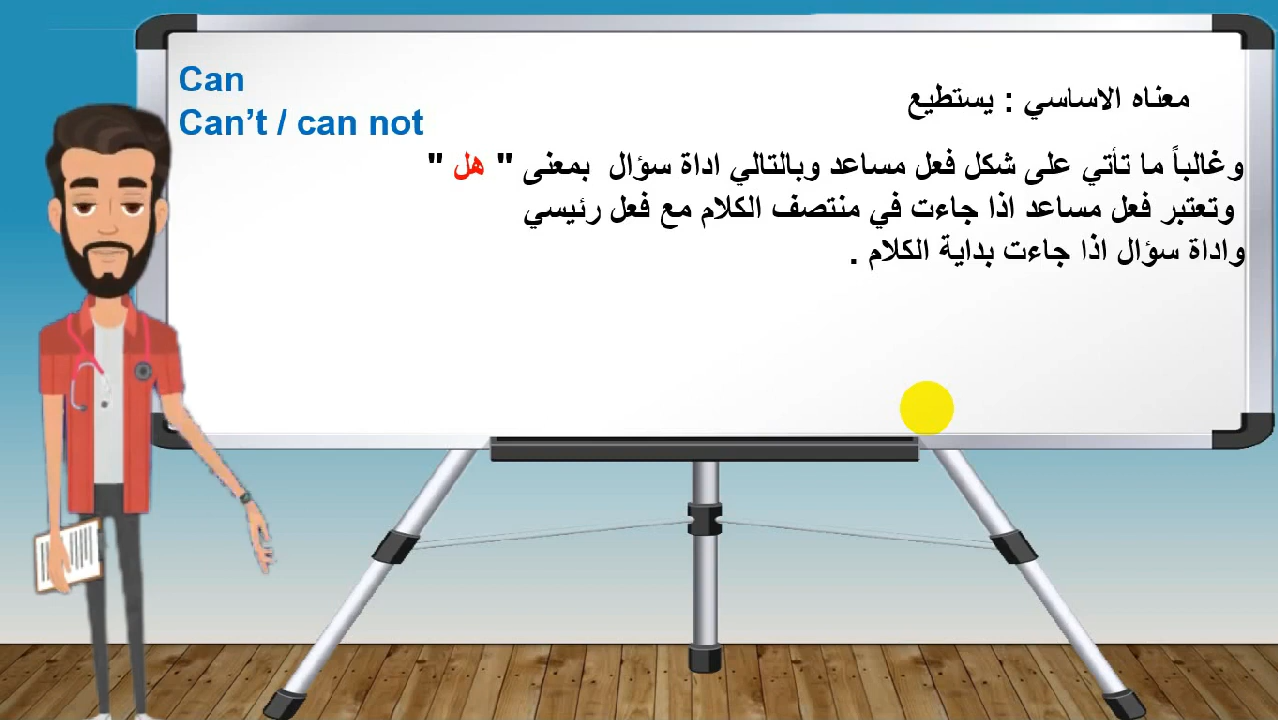 Can
معناه الاساسي : يستطيع
Can't / can not
وغالباً ما تأتي على شكل فعل مساعد وبالتالي اداة سؤال بمعنى " هل "
وتعتبر فعل مساعد اذا جاءت في منتصف الكلام مع فعل رئيسي
واداة سؤال اذا جاءت بداية الكلام .